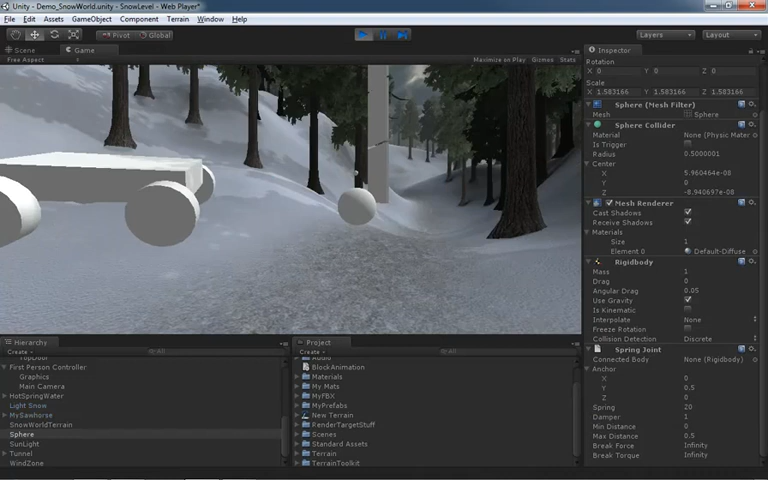 Unity - Demo_SnowWorld.unity - SnowLevel - Web Player*
File Edit Assets GameObject Component Terrain Window Help
Pivot Global Layers Layout
Scene Game
Free Aspect Maximize on Play Gizmos Stats
Inspector
Rotation
X 0 Y 0 Z 0
Scale
X 1.583166 Y 1.583166 Z 1.583166
Sphere (Mesh Filter)
Mesh Sphere
Sphere Collider
Material None (Physic Mater
Is Trigger
Radius 0.5000001
Center
X 5.960464e-08
Y 0
Z -8.940697e-08
Mesh Renderer
Cast Shadows
Receive Shadows
Materials
Size 1
Element 0 Default-Diffuse
Rigidbody
Mass 1
Drag 0
Angular Drag 0.05
Use Gravity
Is Kinematic
Interpolate None
Freeze Rotation
Collision Detection Discrete
Spring Joint
Connected Body None (Rigidbody)
Anchor
X 0
Y 0.5
Z 0
Spring 20
Damper 1
Min Distance 0
Max Distance 0.5
Break Force Infinity
Break Torque Infinity
Hierarchy
Create All
TopDoor
First Person Controller
Graphics
Main Camera
HotSpringWater
Light Snow
MySawhorse
SnowWorldTerrain
Sphere
SunLight
Tunnel
WindZone
Project
Create All
Audio
BlockAnimation
Materials
My Mats
MyFBX
MyPrefabs
New Terrain
RenderTargetStuff
Scenes
Standard Assets
Terrain
TerrainToolkit